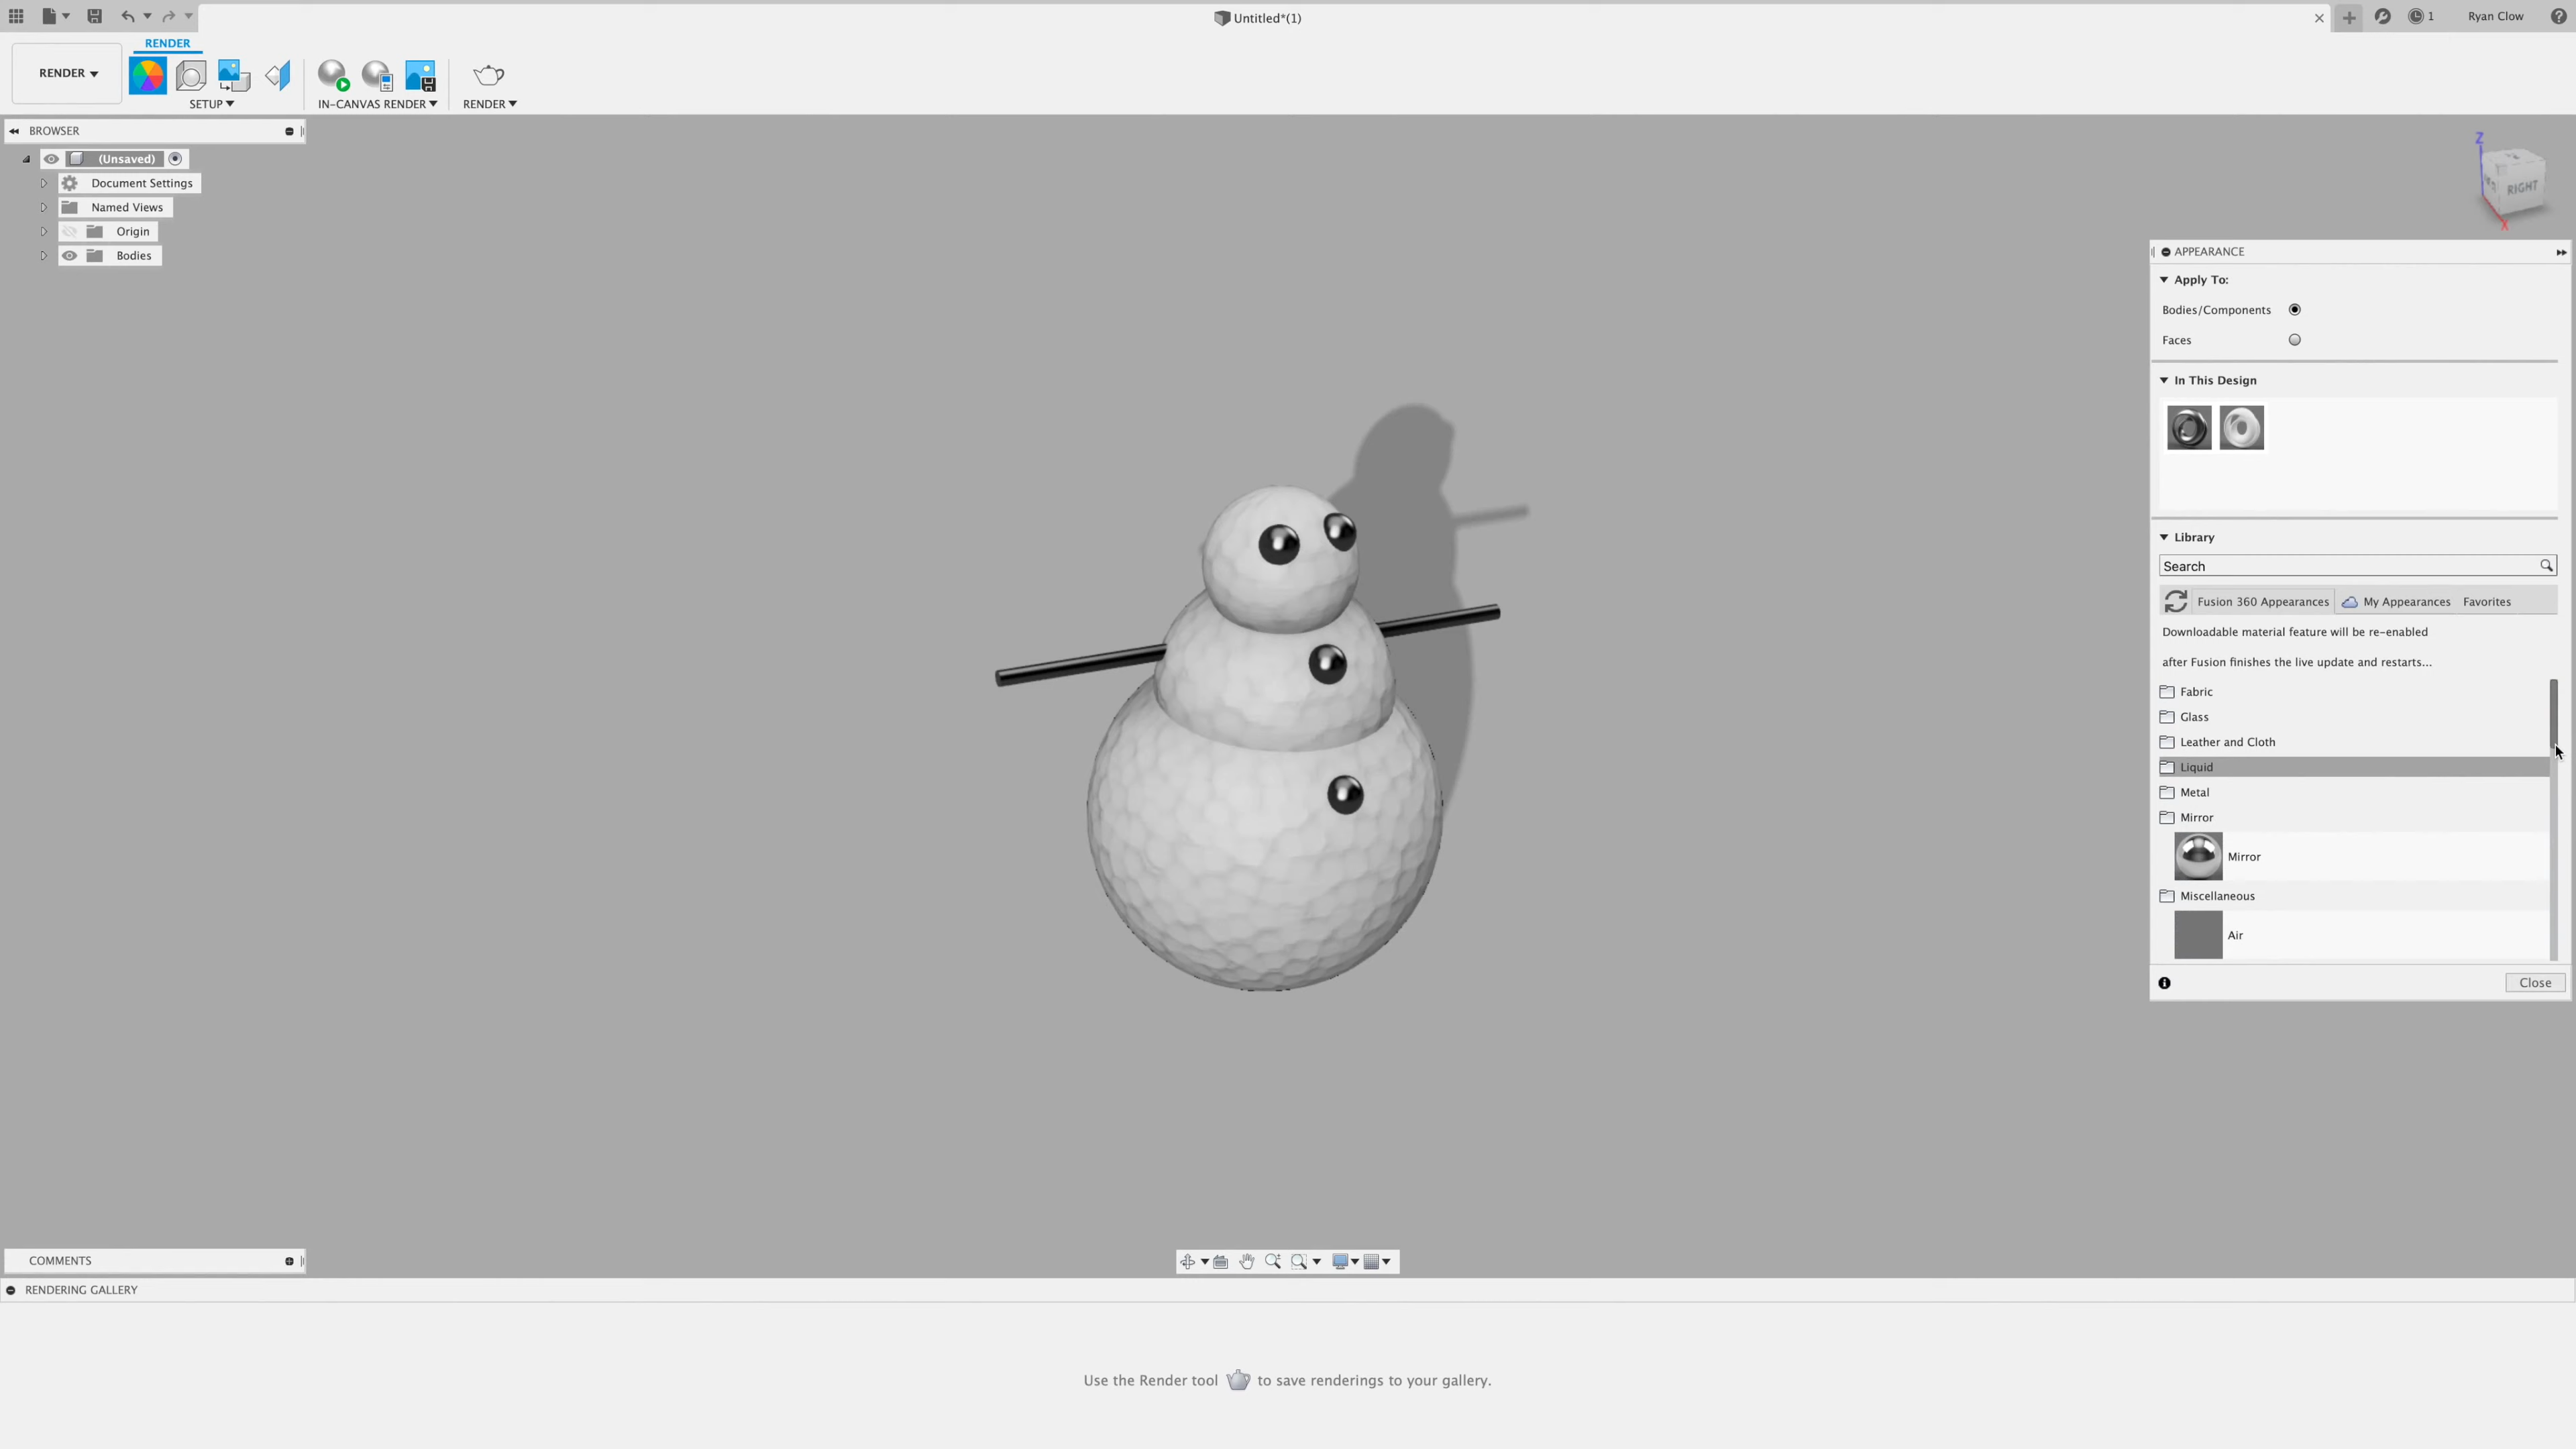 Untitled*(1)
1
Ryan Clow
RENDER
RENDER
SETUP
IN-CANVAS RENDER
RENDER
BROWSER
(Unsaved)
Document Settings
Named Views
Origin
Bodies
Z
RIGHT
X
APPEARANCE
Apply To:
Bodies/Components
Faces
In This Design
Library
Search
Fusion 360 Appearances My Appearances Favorites
Downloadable material feature will be re-enabled
after Fusion finishes the live update and restarts...
Fabric
Glass
Leather and Cloth
Liquid
Metal
Mirror
Mirror
Miscellaneous
Air
Close
COMMENTS
RENDERING GALLERY
Use the Render tool to save renderings to your gallery.